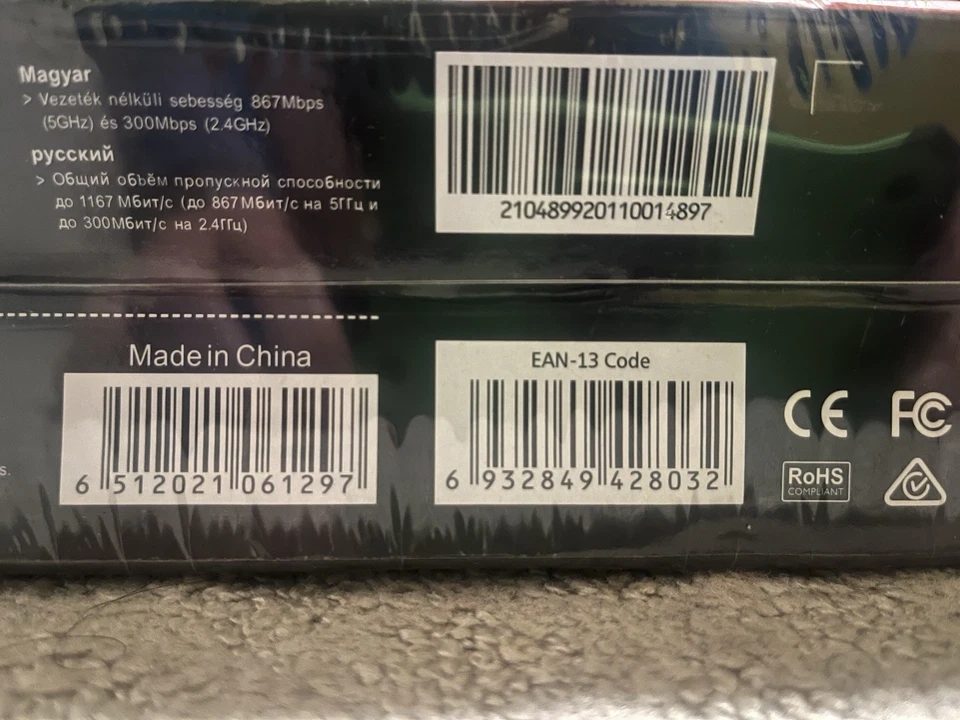 Magyar
> Vezeték nélküli sebesség 867Mbps
(5GHz) és 300Mbps (2.4GHz)
русский
> Общий объём пропускной способности
до 1167 Мбит/с (до 867 Мбит/с на 5ГГц и
до 300Мбит/с на 2.4ГГц)
210489920110014897
Made in China
6 512021 061297
EAN-13 Code
6 932849 428032
CE FC
RoHS
COMPLIANT
s.